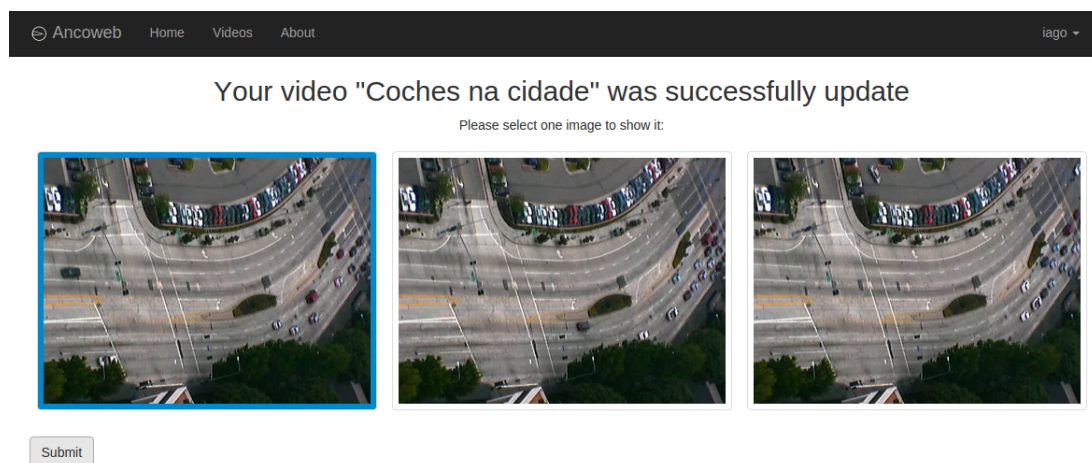 Ancoweb Home Videos About iago
Your video "Coches na cidade" was successfully update
Please select one image to show it:
Submit